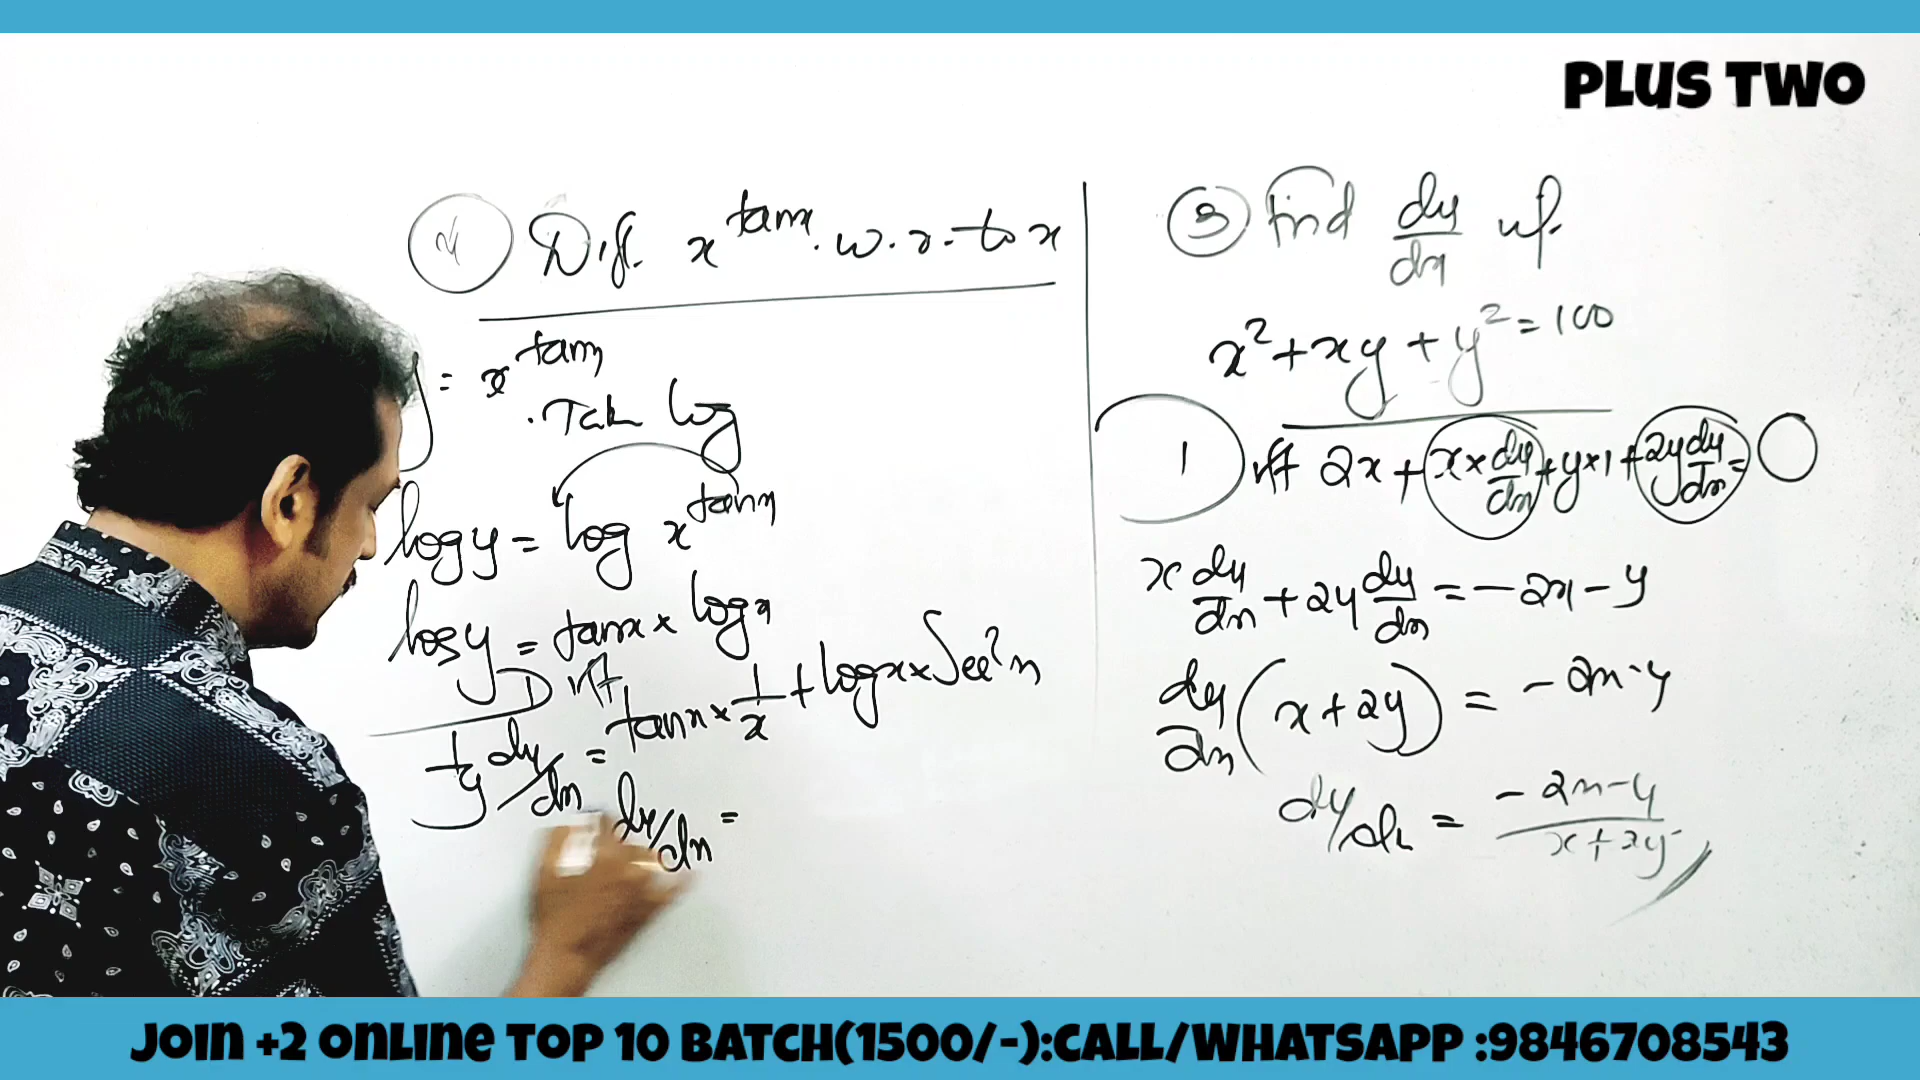 PLUS TWO
4 Diff. x^tanx. w.r.to x
y = x^tanx
. Take log
log y = log x^tanx
log y = tanx × log x
Diff
1/y dy/dx = tanx × 1/x + logx × Sec²x
dy/dx =
3 Find dy/dx if
x² + xy + y² = 100
Diff 2x + x × dy/dx + y×1 + 2y dy/dx = 0
x dy/dx + 2y dy/dx = -2x - y
dy/dx (x + 2y) = -2x - y
dy/dx = -2x-y / x+2y
JOIN +2 ONLINE TOP 10 BATCH(1500/-):CALL/WHATSAPP :9846708543